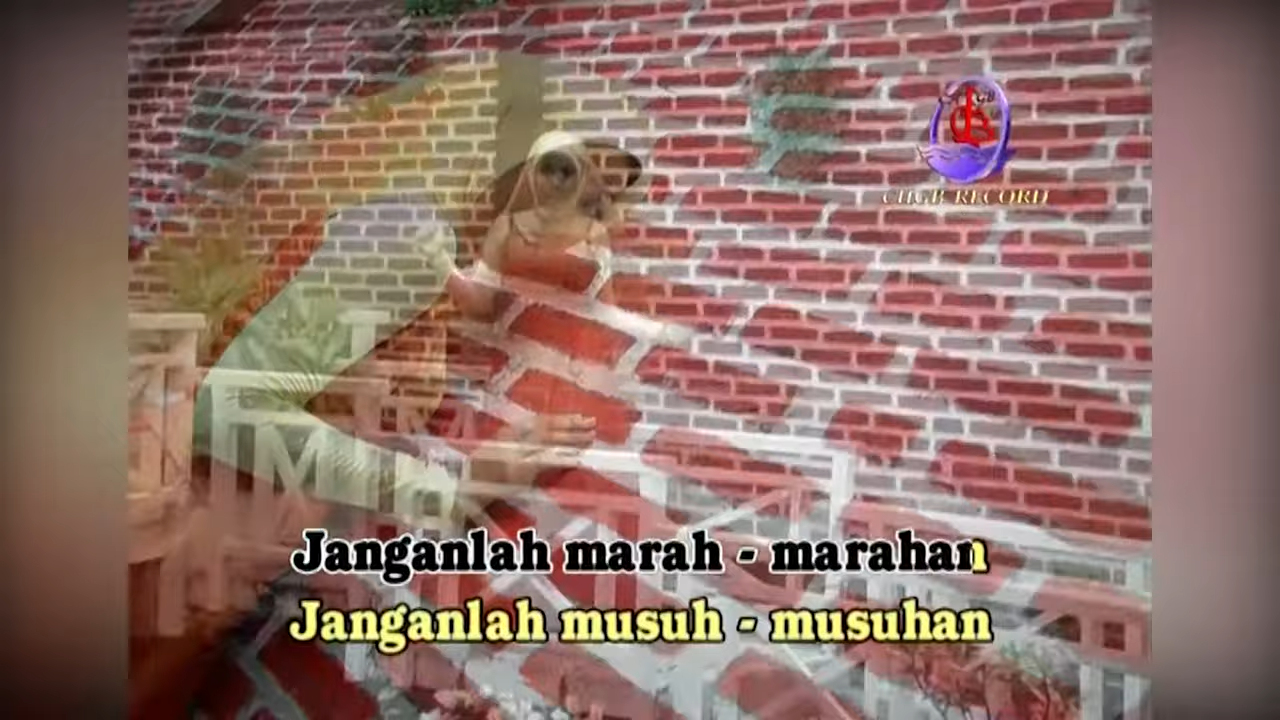 CHGB RECORD
Janganlah marah - marahan
Janganlah musuh - musuhan